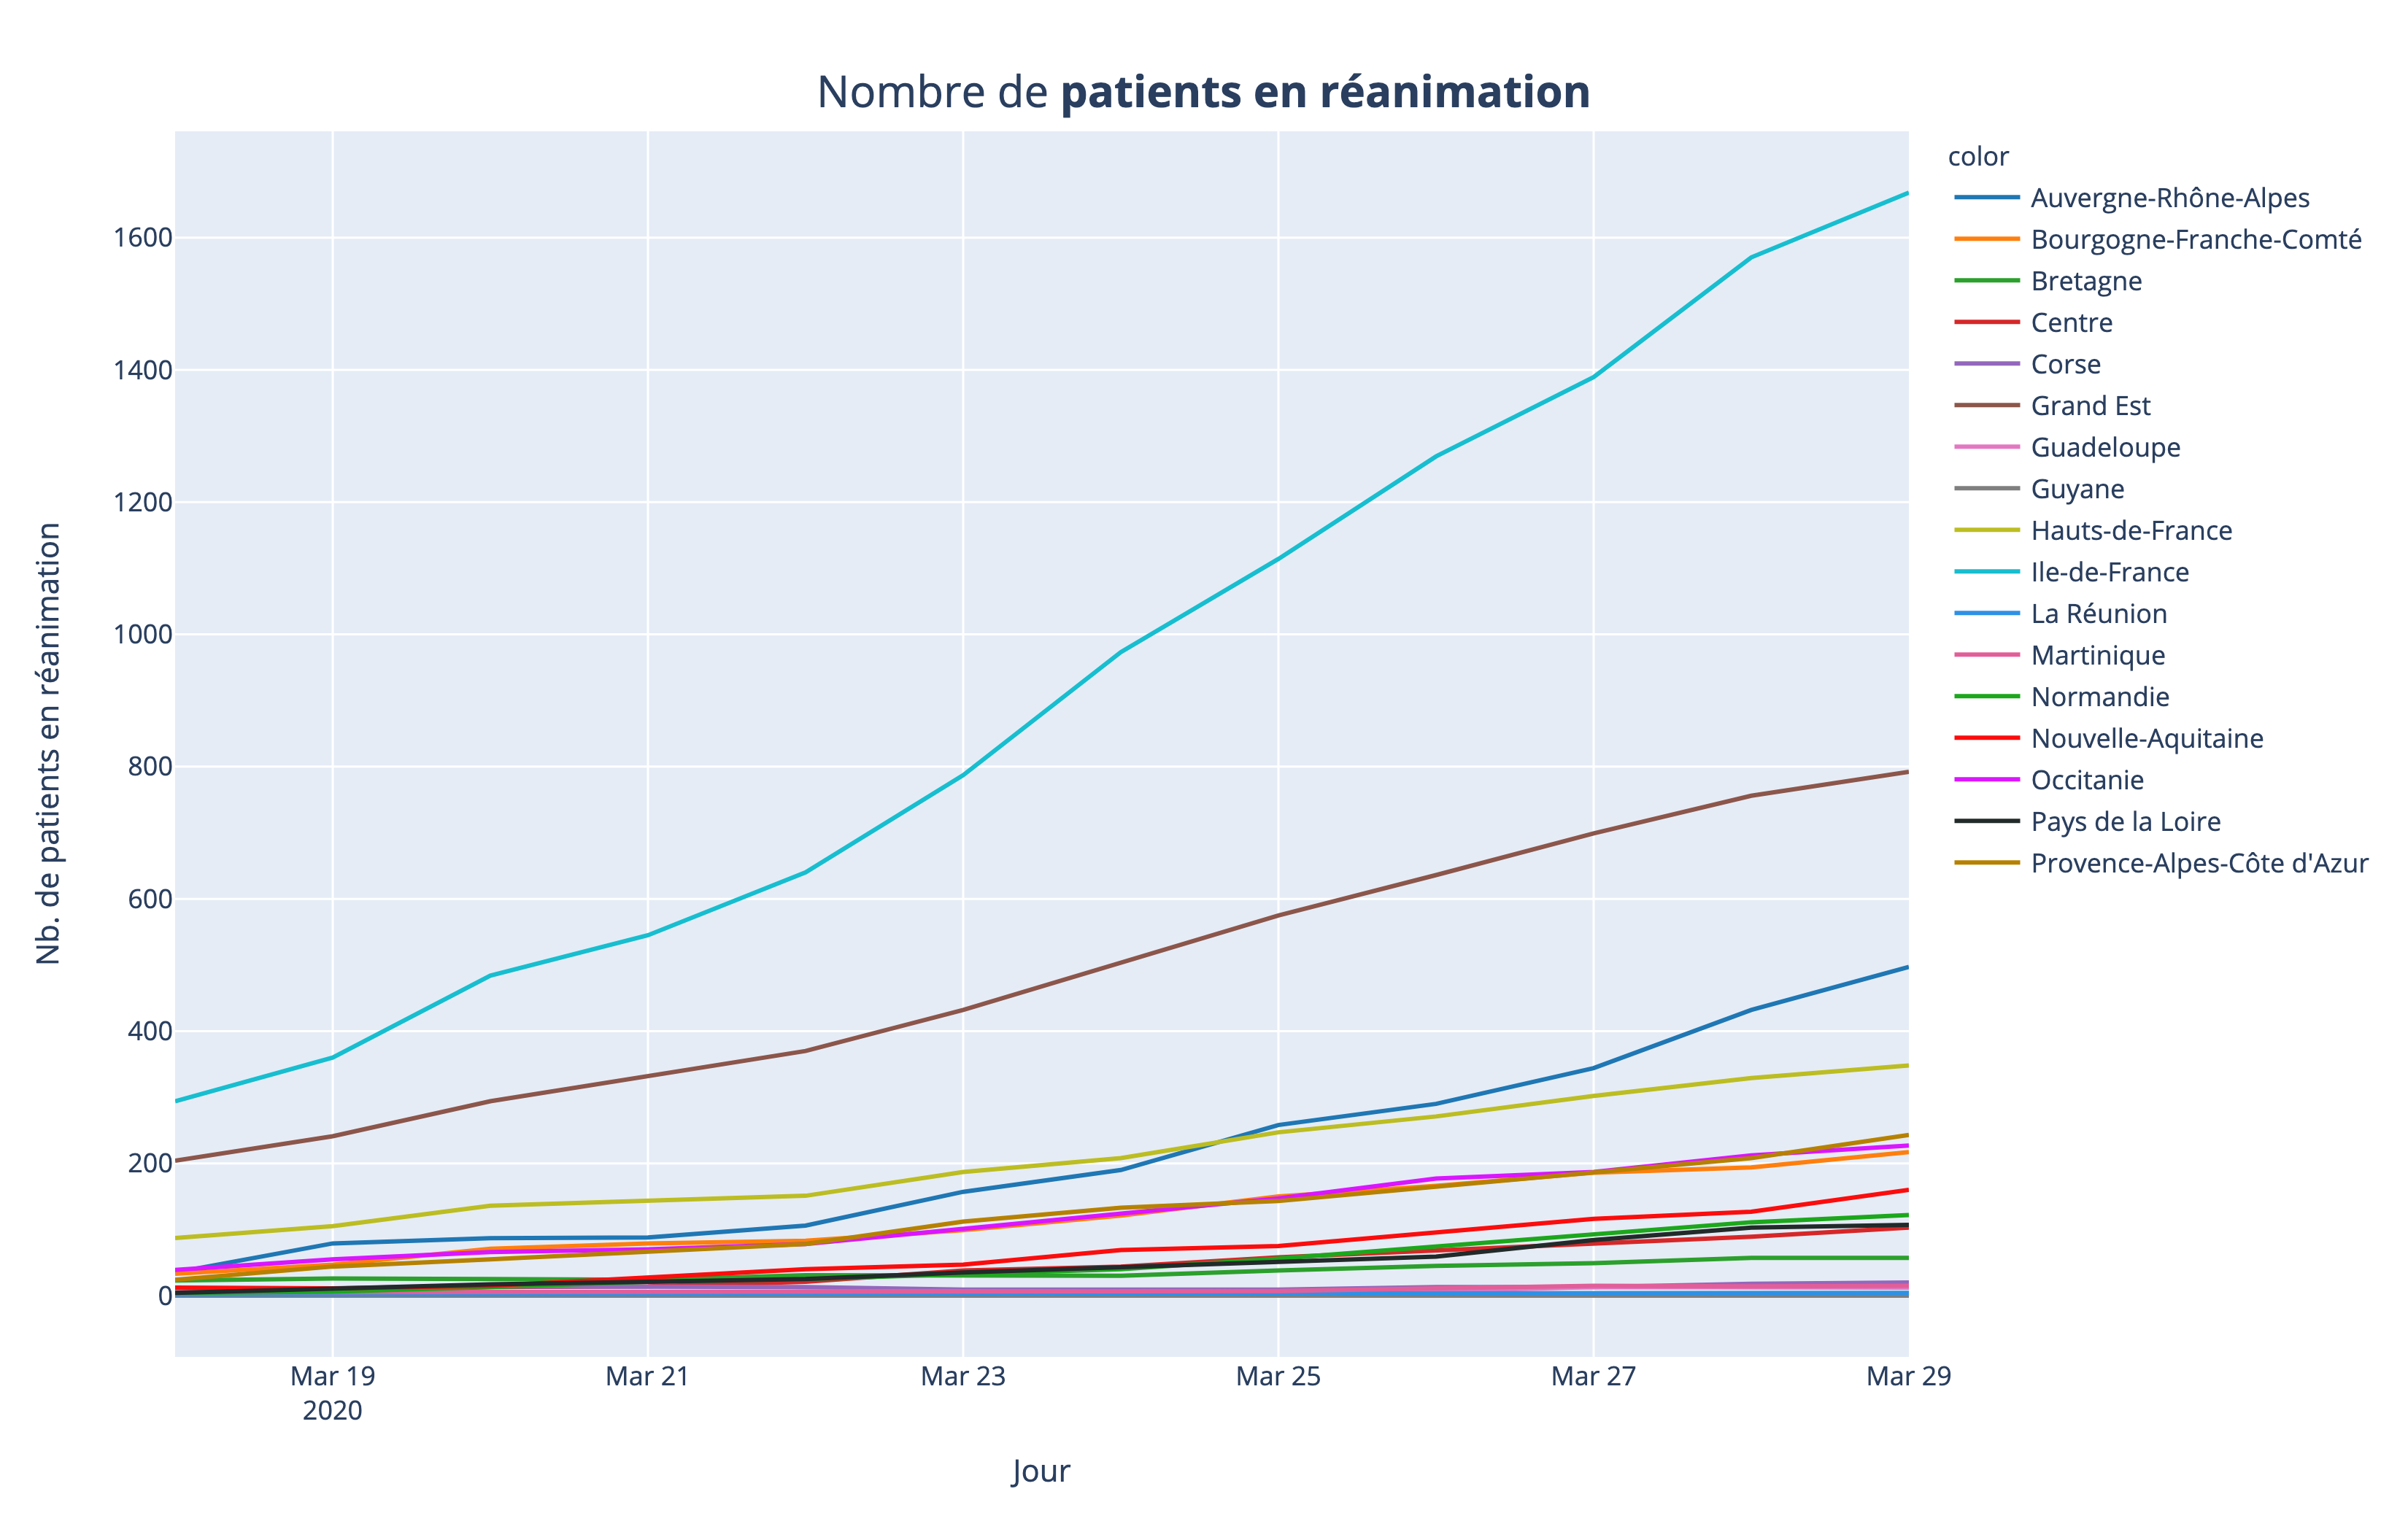 Nombre de patients en réanimation
color
Auvergne-Rhône-Alpes
Bourgogne-Franche-Comté
Bretagne
Centre
Corse
Grand Est
Guadeloupe
Guyane
Hauts-de-France
Ile-de-France
La Réunion
Martinique
Normandie
Nouvelle-Aquitaine
Occitanie
Pays de la Loire
Provence-Alpes-Côte d'Azur
Nb. de patients en réanimation
1600
1400
1200
1000
800
600
400
200
0
Mar 19 Mar 21 Mar 23 Mar 25 Mar 27 Mar 29
2020
Jour